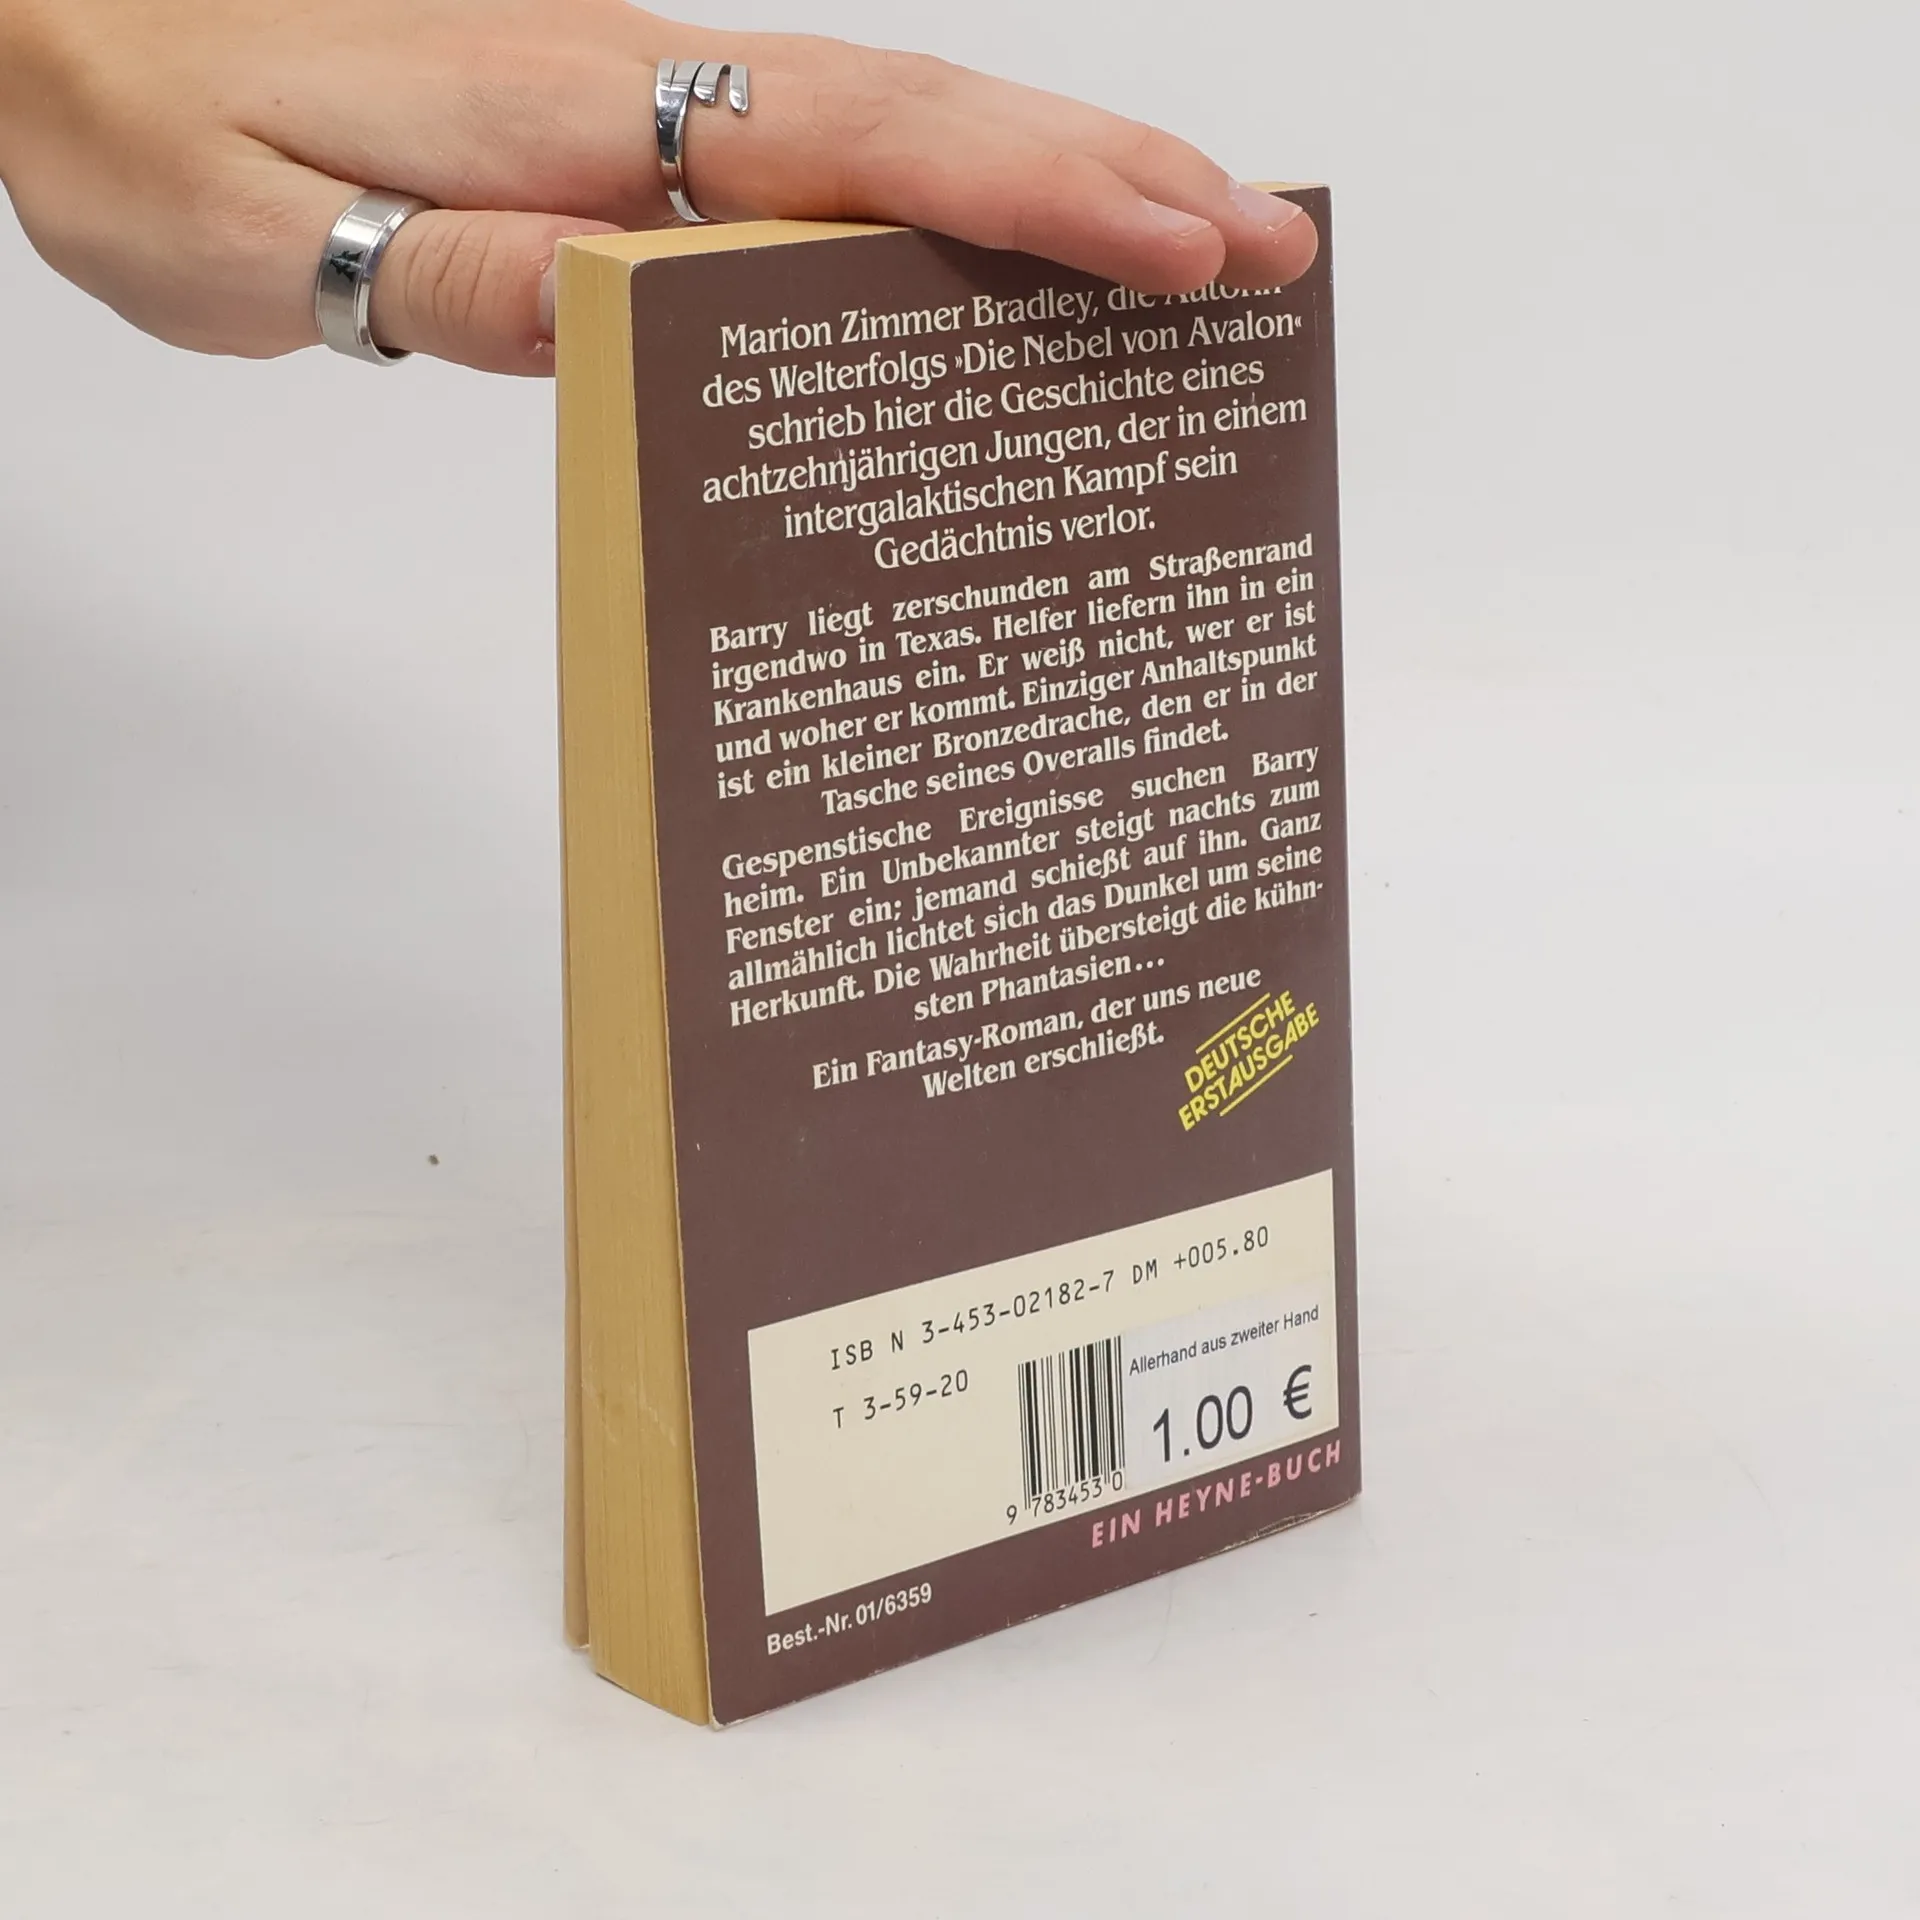 Marion Zimmer Bradley, die Autorin
des Welterfolgs »Die Nebel von Avalon«
schrieb hier die Geschichte eines
achtzehnjährigen Jungen, der in einem
intergalaktischen Kampf sein
Gedächtnis verlor.
Barry liegt zerschunden am Straßenrand
irgendwo in Texas. Helfer liefern ihn in ein
Krankenhaus ein. Er weiß nicht, wer er ist
und woher er kommt. Einziger Anhaltspunkt
ist ein kleiner Bronzedrache, den er in der
Tasche seines Overalls findet.
Gespenstische Ereignisse suchen Barry
heim. Ein Unbekannter steigt nachts zum
Fenster ein; jemand schießt auf ihn. Ganz
allmählich lichtet sich das Dunkel um seine
Herkunft. Die Wahrheit übersteigt die kühn-
sten Phantasien...
Ein Fantasy-Roman, der uns neue
Welten erschließt.
DEUTSCHE
ERSTAUSGABE
ISB N 3-453-02182-7 DM +005.80
T 3-59-20
Allerhand aus zweiter Hand
1.00 €
9 783453 0
EIN HEYNE-BUCH
Best.-Nr. 01/6359